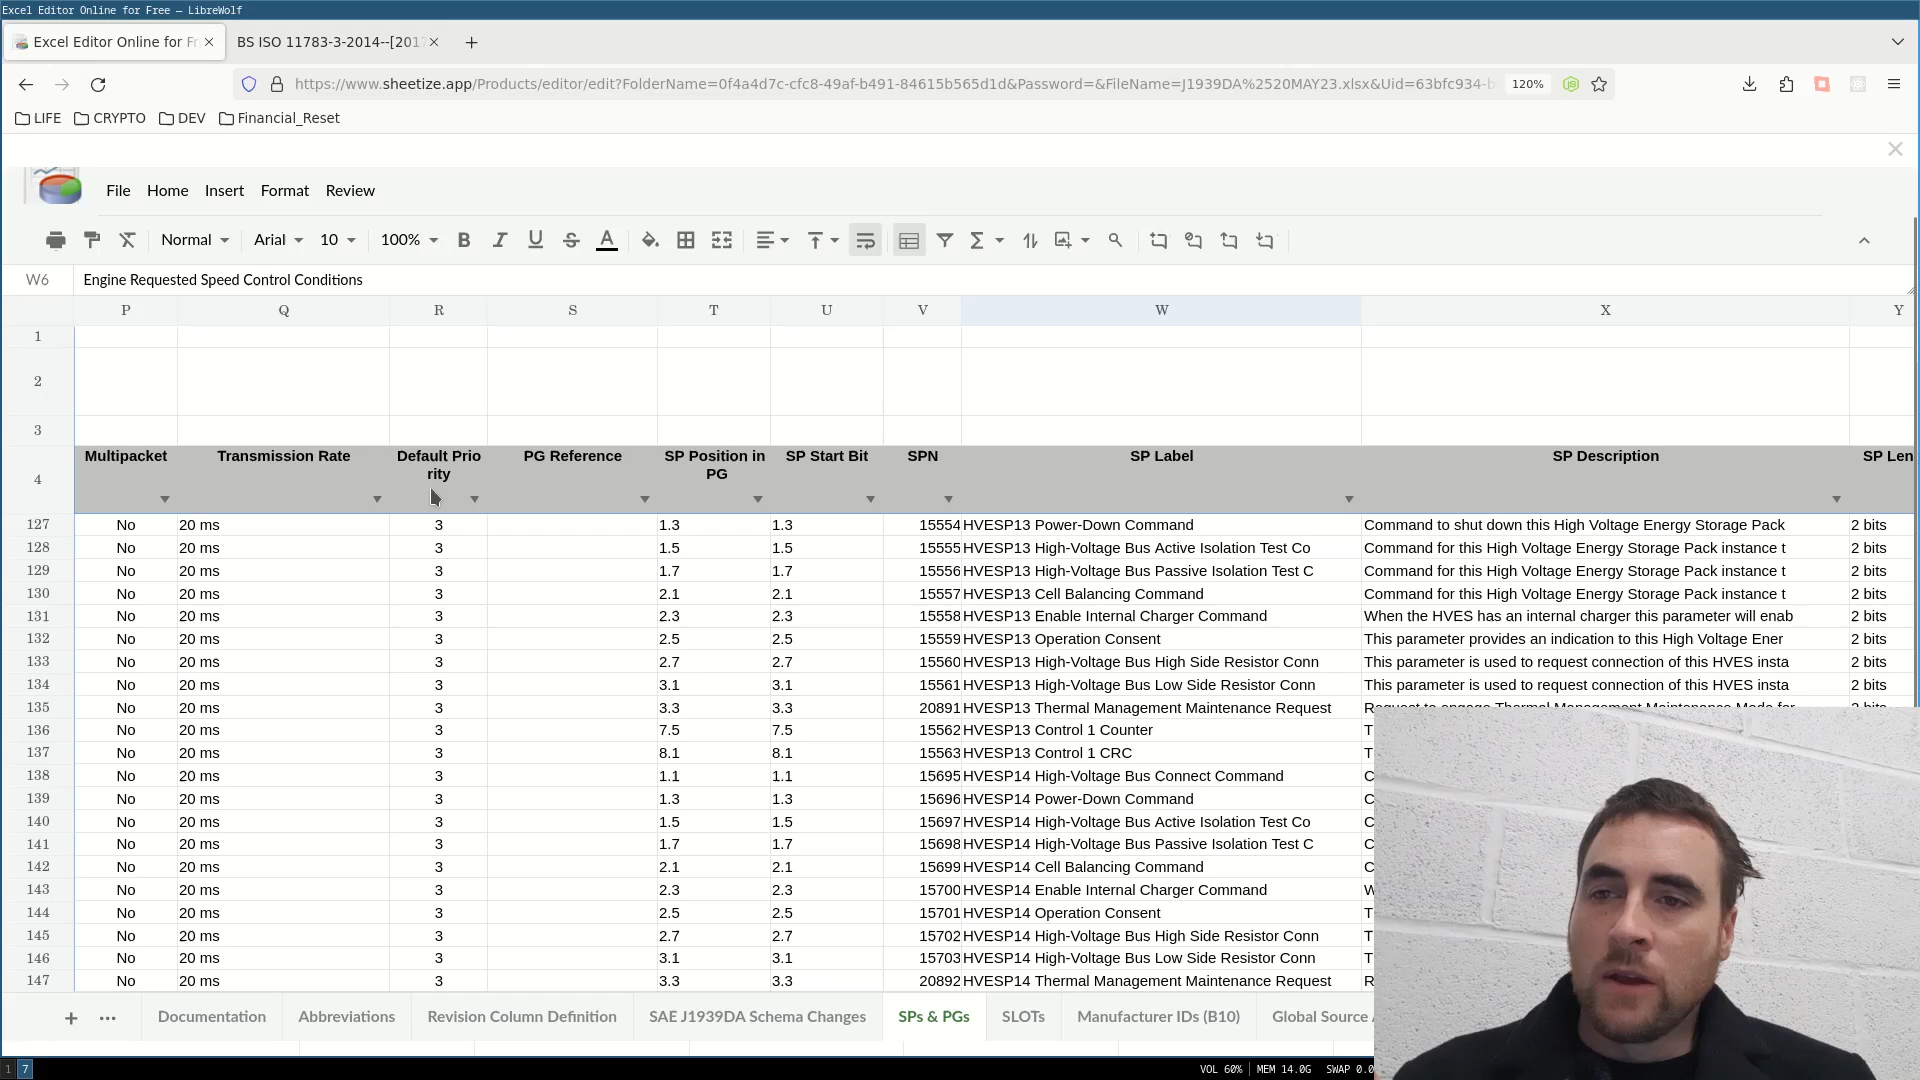 Excel Editor Online for Free — LibreWolf
Excel Editor Online for Fr
BS ISO 11783-3-2014--[201
https://www.sheetize.app/Products/editor/edit?FolderName=0f4a4d7c-cfc8-49af-b491-84615b565d1d&Password=&FileName=J1939DA%2520MAY23.xlsx&Uid=63bfc934-b
120%
LIFE CRYPTO DEV Financial_Reset
File Home Insert Format Review
Normal Arial 10 100% B I U S A
W6 Engine Requested Speed Control Conditions
P Q R S T U V W X Y
1
2
3
4 Multipacket Transmission Rate Default Prio rity PG Reference SP Position in PG SP Start Bit SPN SP Label SP Description SP Len
127 No 20 ms 3 1.3 1.3 15554 HVESP13 Power-Down Command Command to shut down this High Voltage Energy Storage Pack 2 bits
128 No 20 ms 3 1.5 1.5 15555 HVESP13 High-Voltage Bus Active Isolation Test Co Command for this High Voltage Energy Storage Pack instance t 2 bits
129 No 20 ms 3 1.7 1.7 15556 HVESP13 High-Voltage Bus Passive Isolation Test C Command for this High Voltage Energy Storage Pack instance t 2 bits
130 No 20 ms 3 2.1 2.1 15557 HVESP13 Cell Balancing Command Command for this High Voltage Energy Storage Pack instance t 2 bits
131 No 20 ms 3 2.3 2.3 15558 HVESP13 Enable Internal Charger Command When the HVES has an internal charger this parameter will enab 2 bits
132 No 20 ms 3 2.5 2.5 15559 HVESP13 Operation Consent This parameter provides an indication to this High Voltage Ener 2 bits
133 No 20 ms 3 2.7 2.7 15560 HVESP13 High-Voltage Bus High Side Resistor Conn This parameter is used to request connection of this HVES insta 2 bits
134 No 20 ms 3 3.1 3.1 15561 HVESP13 High-Voltage Bus Low Side Resistor Conn This parameter is used to request connection of this HVES insta 2 bits
135 No 20 ms 3 3.3 3.3 20891 HVESP13 Thermal Management Maintenance Request Request to engage Thermal Management Maintenance Mode for 2 bits
136 No 20 ms 3 7.5 7.5 15562 HVESP13 Control 1 Counter T
137 No 20 ms 3 8.1 8.1 15563 HVESP13 Control 1 CRC T
138 No 20 ms 3 1.1 1.1 15695 HVESP14 High-Voltage Bus Connect Command C
139 No 20 ms 3 1.3 1.3 15696 HVESP14 Power-Down Command C
140 No 20 ms 3 1.5 1.5 15697 HVESP14 High-Voltage Bus Active Isolation Test Co C
141 No 20 ms 3 1.7 1.7 15698 HVESP14 High-Voltage Bus Passive Isolation Test C C
142 No 20 ms 3 2.1 2.1 15699 HVESP14 Cell Balancing Command C
143 No 20 ms 3 2.3 2.3 15700 HVESP14 Enable Internal Charger Command W
144 No 20 ms 3 2.5 2.5 15701 HVESP14 Operation Consent T
145 No 20 ms 3 2.7 2.7 15702 HVESP14 High-Voltage Bus High Side Resistor Conn T
146 No 20 ms 3 3.1 3.1 15703 HVESP14 High-Voltage Bus Low Side Resistor Conn T
147 No 20 ms 3 3.3 3.3 20892 HVESP14 Thermal Management Maintenance Request R
Documentation Abbreviations Revision Column Definition SAE J1939DA Schema Changes SPs & PGs SLOTs Manufacturer IDs (B10) Global Source
1 7 VOL 60% MEM 14.0G SWAP 0.0